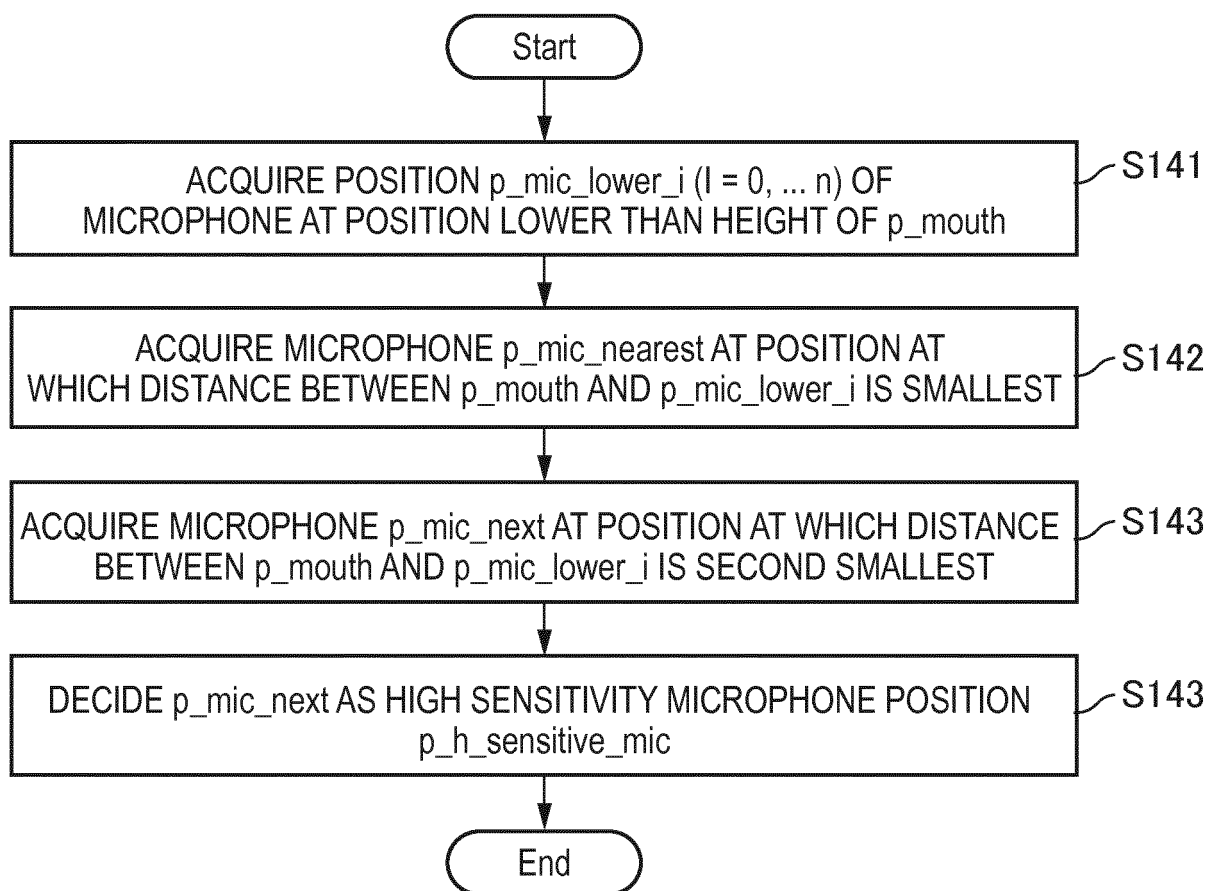 Start
ACQUIRE POSITION p_mic_lower_i (I = 0, ... n) OF
MICROPHONE AT POSITION LOWER THAN HEIGHT OF p_mouth
S141
ACQUIRE MICROPHONE p_mic_nearest AT POSITION AT
WHICH DISTANCE BETWEEN p_mouth AND p_mic_lower_i IS SMALLEST
S142
ACQUIRE MICROPHONE p_mic_next AT POSITION AT WHICH DISTANCE
BETWEEN p_mouth AND p_mic_lower_i IS SECOND SMALLEST
S143
DECIDE p_mic_next AS HIGH SENSITIVITY MICROPHONE POSITION
p_h_sensitive_mic
S143
End